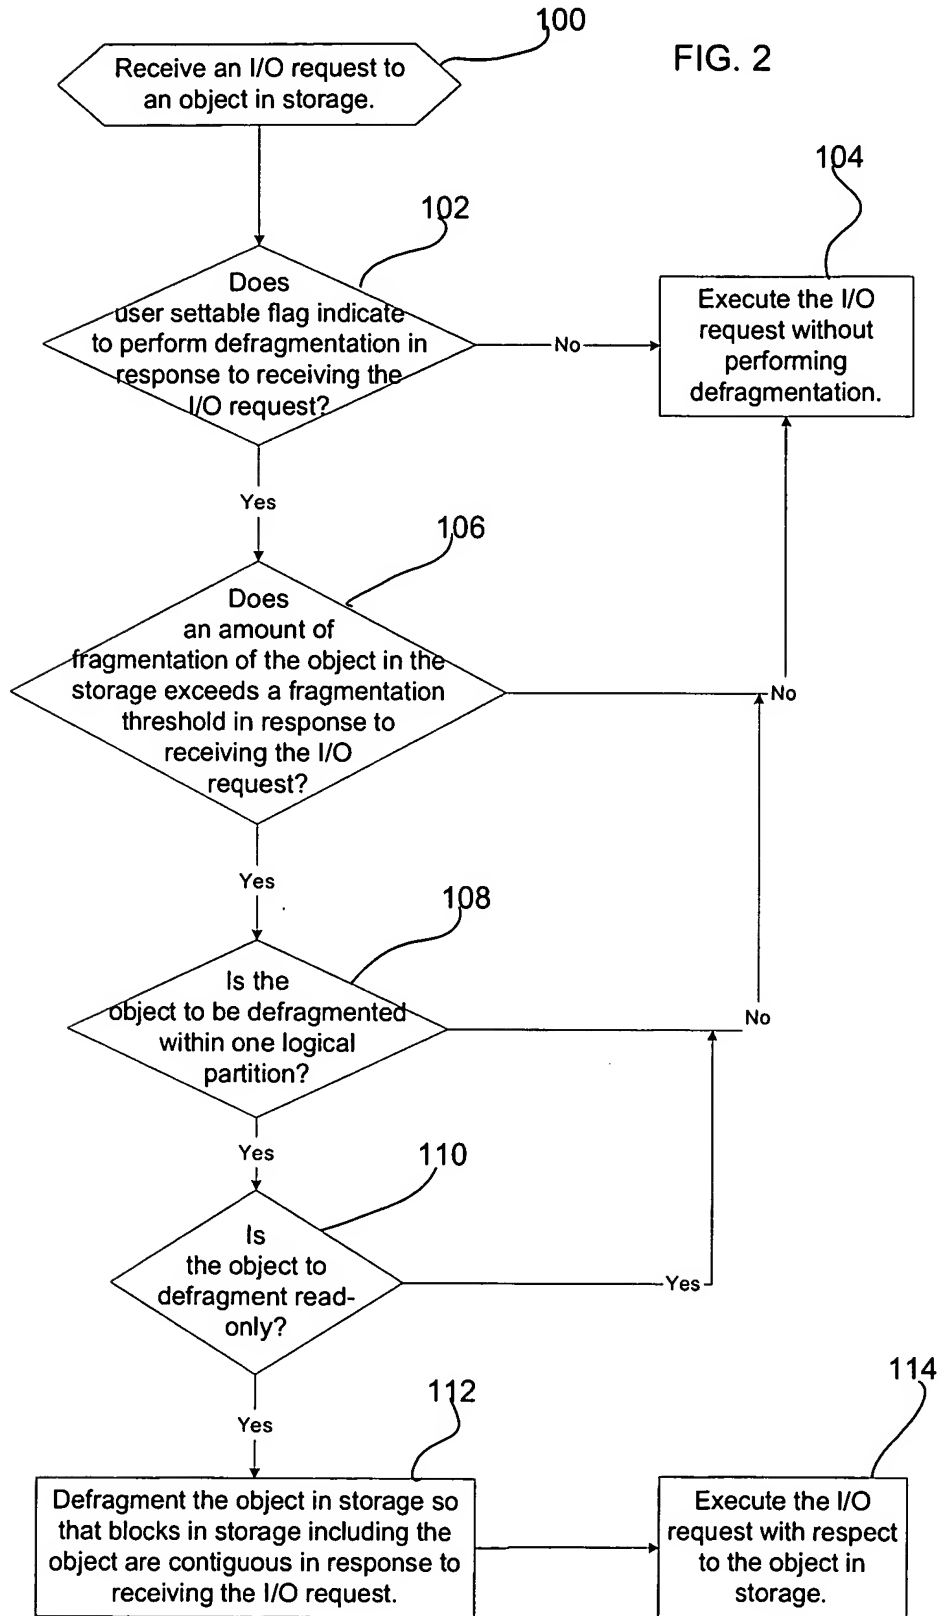 100
FIG. 2
Receive an I/O request to
an object in storage.
104
102
Does
user settable flag indicate
to perform defragmentation in
response to receiving the
I/O request?
No
Execute the I/O
request without
performing
defragmentation.
Yes
106
Does
an amount of
fragmentation of the object in the
storage exceeds a fragmentation
threshold in response to
receiving the I/O
request?
No
Yes
108
Is the
object to be defragmented
within one logical
partition?
No
Yes
110
Is
the object to
defragment read-
only?
Yes
Yes
112
114
Defragment the object in storage so
that blocks in storage including the
object are contiguous in response to
receiving the I/O request.
Execute the I/O
request with respect
to the object in
storage.